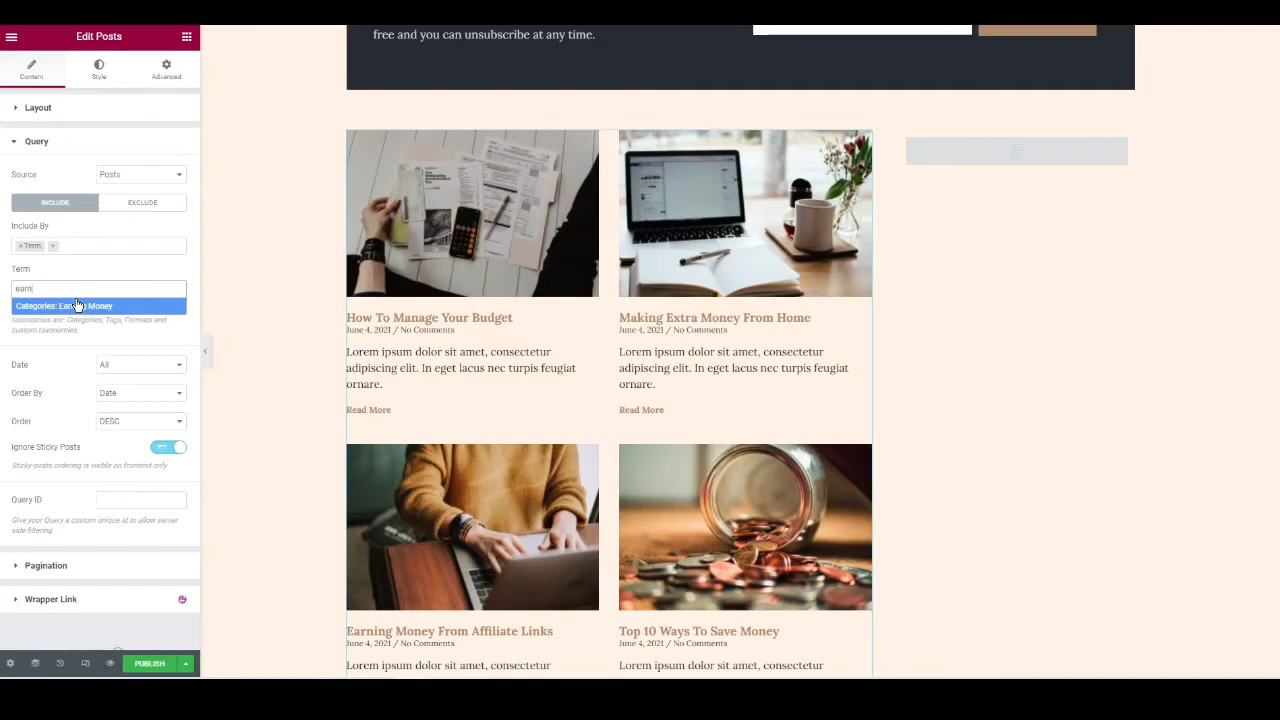 Edit Posts
Content
Style
Advanced
Layout
Query
Source
Posts
INCLUDE
EXCLUDE
Include By
× Term +
Term
earn
Categories: Earning Money
taxonomies are: Categories, Tags, Formats and
custom taxonomies.
Date
All
Order By
Date
Order
DESC
Ignore Sticky Posts
Sticky-posts ordering is visible on frontend only
Query ID
Give your Query a custom unique id to allow server
side filtering
Pagination
Wrapper Link
PUBLISH
free and you can unsubscribe at any time.
How To Manage Your Budget
June 4, 2021 / No Comments
Lorem ipsum dolor sit amet, consectetur
adipiscing elit. In eget lacus nec turpis feugiat
ornare.
Read More
Making Extra Money From Home
June 4, 2021 / No Comments
Lorem ipsum dolor sit amet, consectetur
adipiscing elit. In eget lacus nec turpis feugiat
ornare.
Read More
Earning Money From Affiliate Links
June 4, 2021 / No Comments
Lorem ipsum dolor sit amet, consectetur
Top 10 Ways To Save Money
June 4, 2021 / No Comments
Lorem ipsum dolor sit amet, consectetur